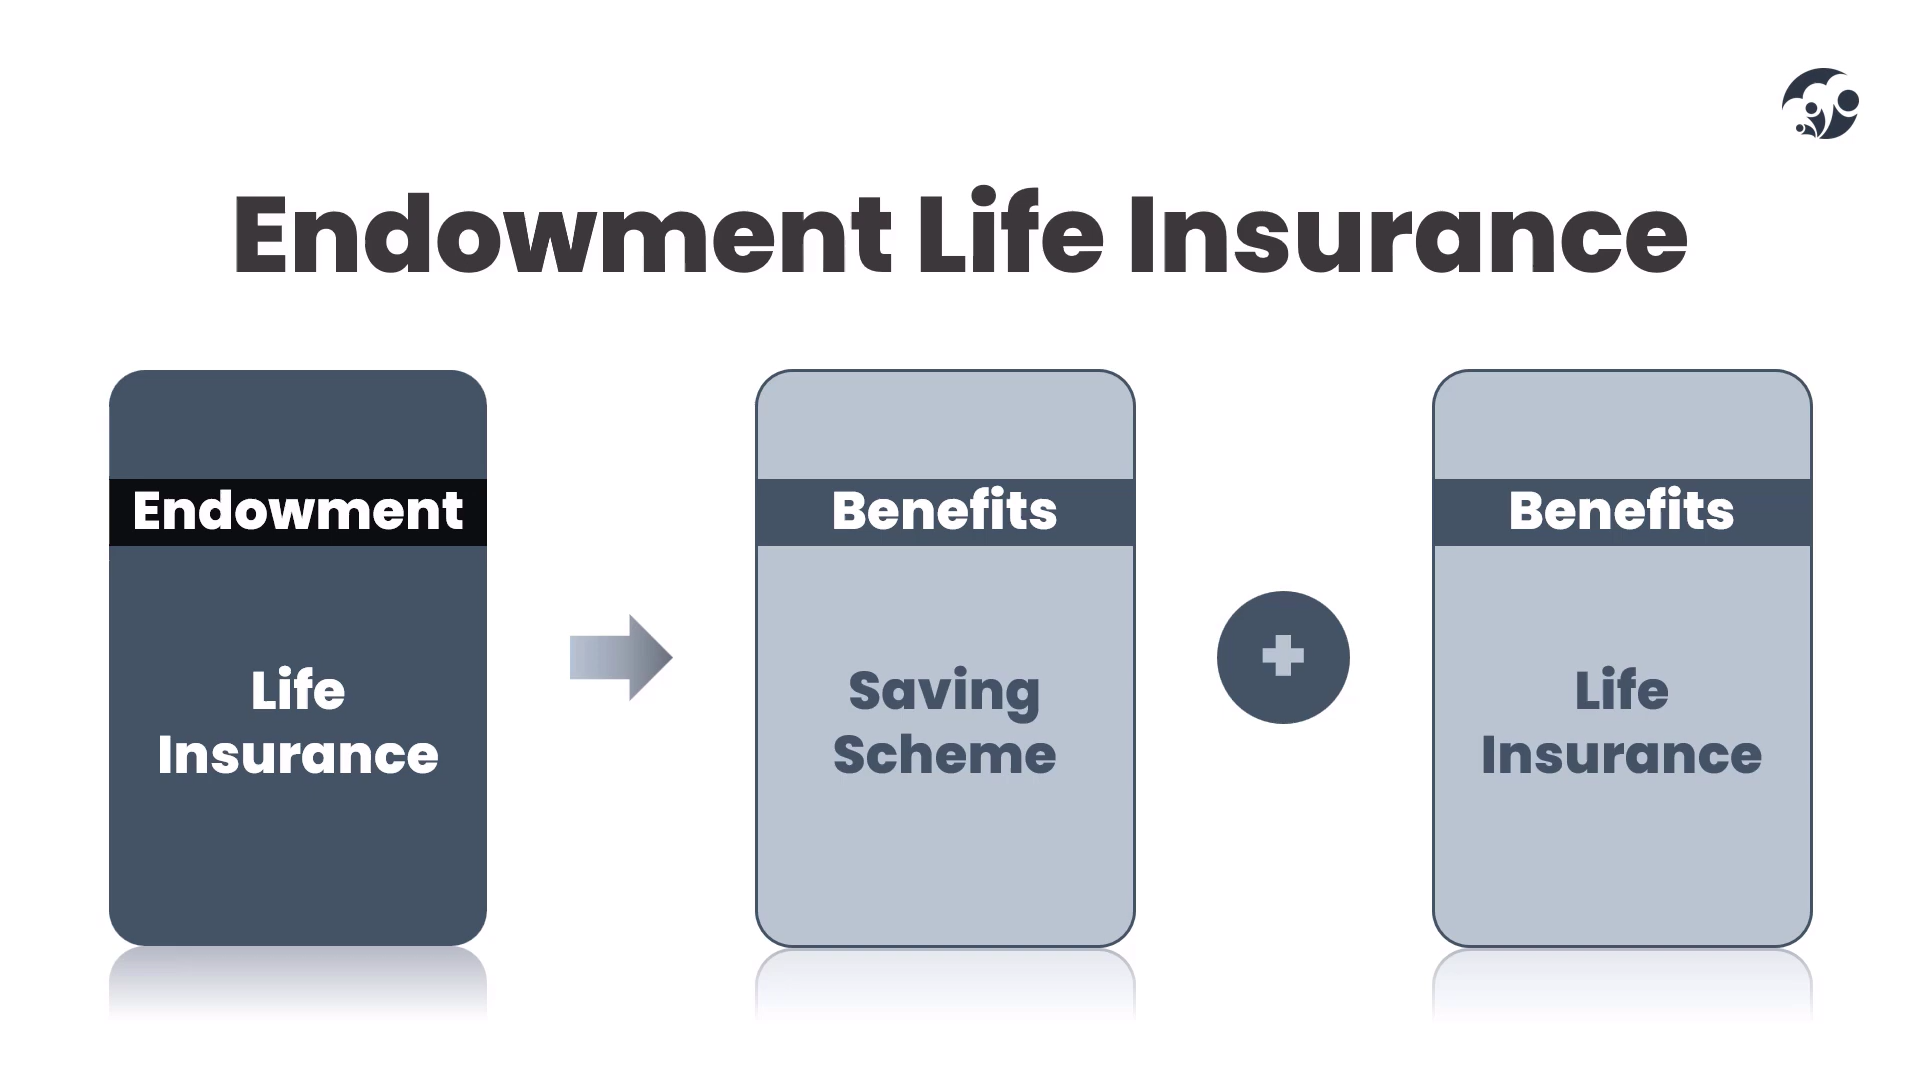 Endowment Life Insurance
Endowment
Life
Insurance
Benefits
Saving
Scheme
+
Benefits
Life
Insurance